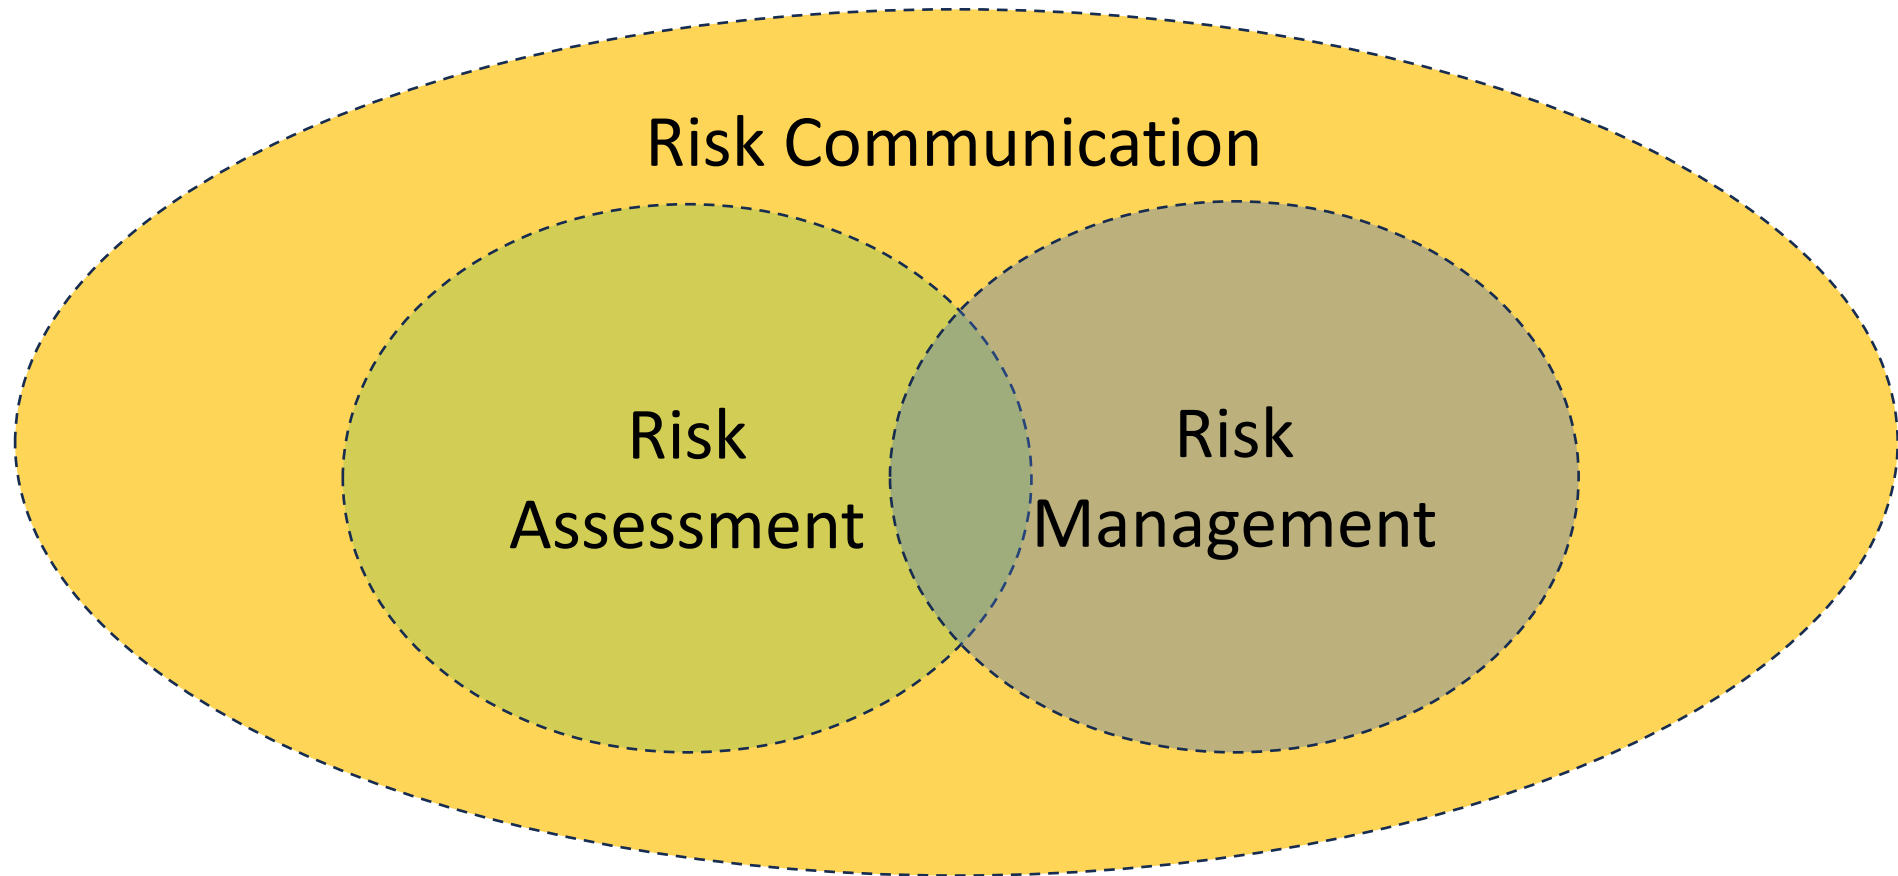 Risk Communication
Risk
Assessment
Risk
Management